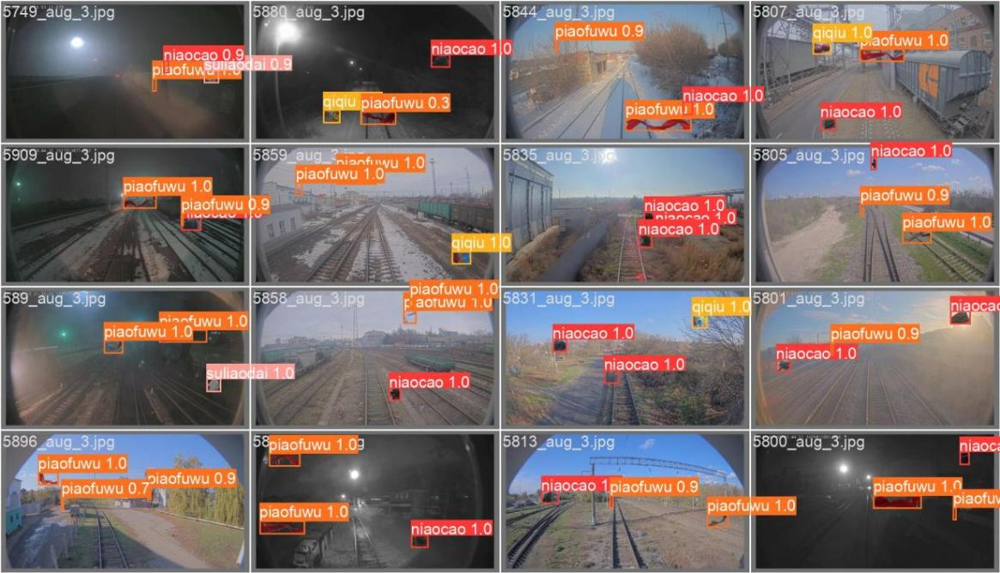 5749_aug_3.jpg
niaocao 0.9
suliaodai 0.9
piaofuwu 1.0
5880_aug_3.jpg
niaocao 1.0
qiqiu
piaofuwu 0.3
5844_aug_3.jpg
piaofuwu 0.9
niaocao 1.0
piaofuwu 1.0
5807_aug_3.jpg
qiqiu 1.0
piaofuwu 1.0
niaocao 1.0
5909_aug_3.jpg
piaofuwu 1.0
piaofuwu 0.9
niaocao 1.0
5859_aug_3.jpg
piaofuwu 1.0
piaofuwu 1.0
qiqiu 1.0
5835_aug_3.jpg
niaocao 1.0
niaocao 1.0
niaocao 1.0
5805_aug_3.jpg
niaocao 1.0
piaofuwu 0.9
piaofuwu 1.0
589_aug_3.jpg
piaofuwu 1.0
piaofuwu 1.0
suliaodai 1.0
5858_aug_3.jpg
piaofuwu 1.0
piaofuwu 1.0
niaocao 1.0
5831_aug_3.jpg
qiqiu 1.0
niaocao 1.0
niaocao 1.0
5801_aug_3.jpg
niaocao
piaofuwu 0.9
niaocao 1.0
5896_aug_3.jpg
piaofuwu 1.0
piaofuwu 0.9
piaofuwu 0.7
58
piaofuwu 1.0
g
piaofuwu 1.0
niaocao 1.0
5813_aug_3.jpg
niaocao 1
piaofuwu 0.9
piaofuwu 1.0
5800_aug_3.jpg
niaoca
piaofuwu 1.0
piaofuw